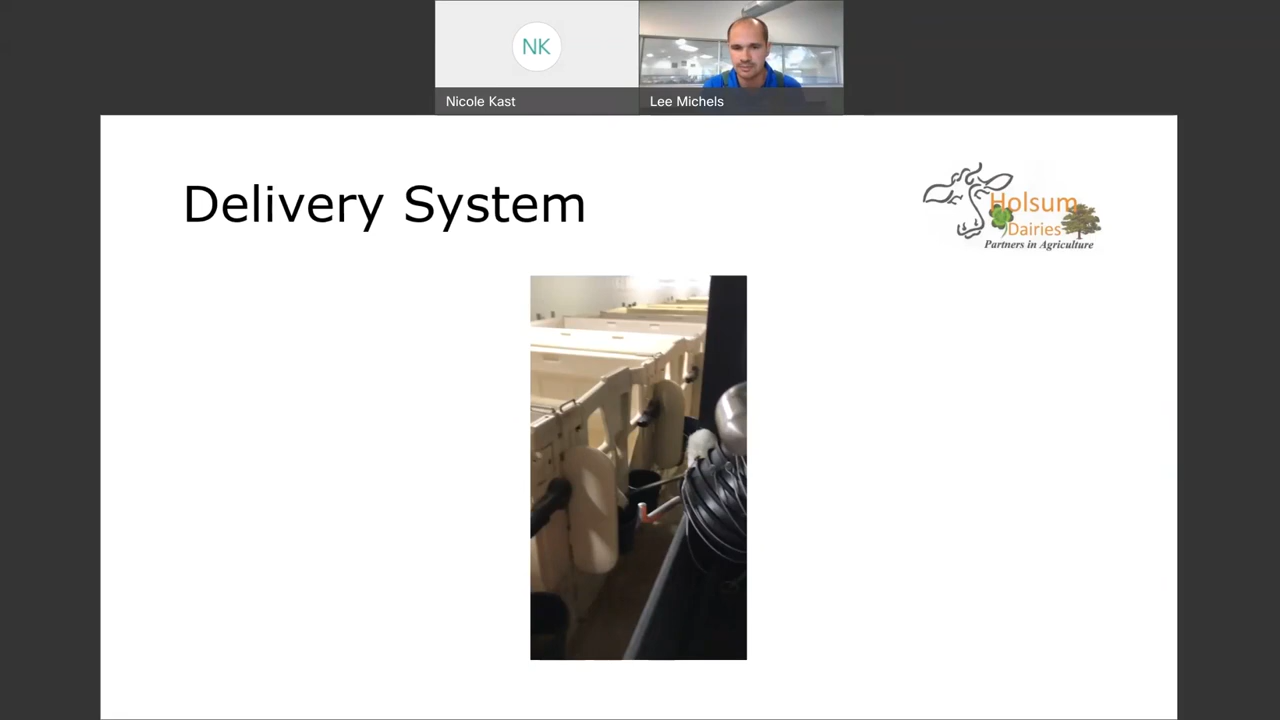 NK
Nicole Kast
Lee Michels
Delivery System
Holsum
Dairies
Partners in Agriculture